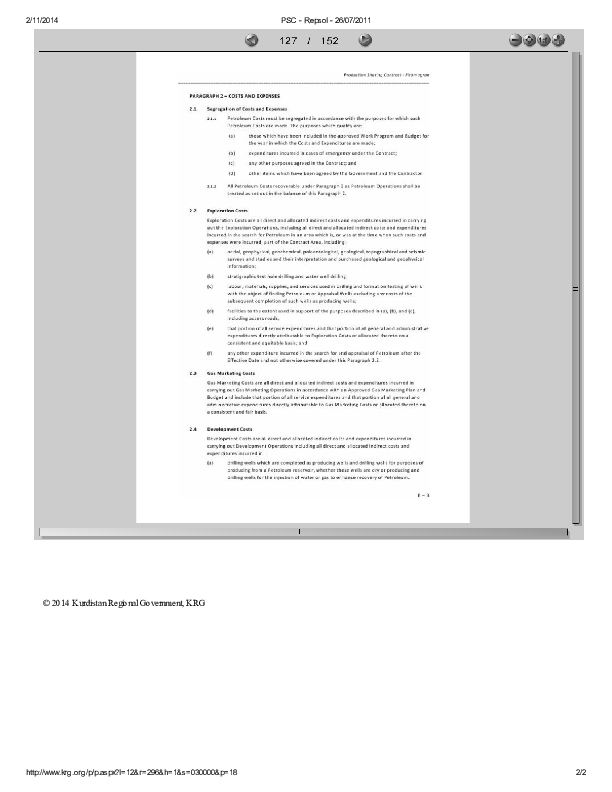 2/11/2014
PSC - Repsol - 26/07/2011
127 / 152
Production Sharing Contract - Piramagrun
PARAGRAPH 2 – COSTS AND EXPENSES
2.1 Segregation of Costs and Expenses
2.1.1 Petroleum Costs must be segregated in accordance with the purposes for which such
Petroleum Costs are made. The purposes which qualify are:
(a) those which have been included in the approved Work Program and Budget for
the year in which the Costs and Expenditures are made;
(b) expenditures incurred in cases of emergency under the Contract;
(c) any other purposes agreed in the Contract; and
(d) other items which have been agreed by the Government and the Contractor.
2.1.2 All Petroleum Costs recoverable under Paragraph 3 as Petroleum Operations shall be
treated as set out in the balance of this Paragraph 2.
2.2 Exploration Costs
Exploration Costs are all direct and allocated indirect costs and expenditures incurred in carrying
out the Exploration Operations, including all direct and allocated indirect costs and expenditures
incurred in the search for Petroleum in an area which is, or was at the time when such costs and
expenses were incurred, part of the Contract Area, including:
(a) aerial, geophysical, geochemical, palaeontological, geological, topographical and seismic
surveys and studies and their interpretation and purchased geological and geophysical
information;
(b) stratigraphic test hole drilling and water well drilling;
(c) labour, materials, supplies, and services used in drilling and formation testing of wells
with the object of finding Petroleum or Appraisal Wells excluding any costs of the
subsequent completion of such wells as producing wells;
(d) facilities to the extent used in support of the purposes described in (a), (b), and (c),
including access roads;
(e) that portion of all service expenditures and that portion of all general and administrative
expenditures directly attributable to Exploration Costs or allocated thereto on a
consistent and equitable basis; and
(f) any other expenditure incurred in the search for and appraisal of Petroleum after the
Effective Date and not otherwise covered under this Paragraph 2.2.
2.3 Gas Marketing Costs
Gas Marketing Costs are all direct and allocated indirect costs and expenditures incurred in
carrying out Gas Marketing Operations in accordance with an Approved Gas Marketing Plan and
Budget and include that portion of all service expenditures and that portion of all general and
administrative expenditures directly attributable to Gas Marketing Costs or allocated thereto on
a consistent and fair basis.
2.4 Development Costs
Development Costs are all direct and allocated indirect costs and expenditures incurred in
carrying out Development Operations including all direct and allocated indirect costs and
expenditures incurred in
(a) drilling wells which are completed as producing wells and drilling wells for purposes of
producing from a Petroleum reservoir, whether these wells are dry or producing and
drilling wells for the injection of water or gas to enhance recovery of Petroleum;
© 2014 Kurdistan Regional Government, KRG
http://www.krg.org/p/p.aspx?l=12&r=296&h=1&s=030000&p=18
2/2